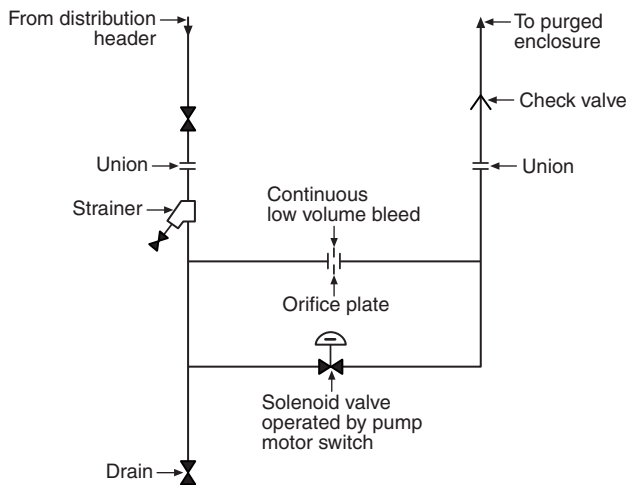 From distribution
header
To purged
enclosure
Check valve
Union
Union
Strainer
Continuous
low volume bleed
Orifice plate
Solenoid valve
operated by pump
motor switch
Drain